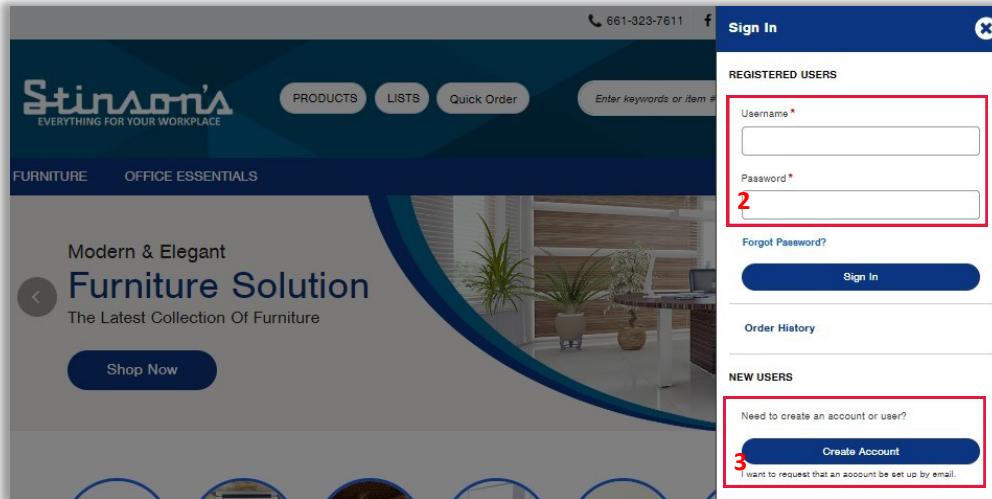 661-323-7611 f
Sign In
REGISTERED USERS
Stinson's
EVERYTHING FOR YOUR WORKPLACE
PRODUCTS LISTS Quick Order Enter keywords or item #
Username *
Password *
2
FURNITURE OFFICE ESSENTIALS
Modern & Elegant
Furniture Solution
The Latest Collection Of Furniture
Shop Now
Forgot Password?
Sign In
Order History
NEW USERS
Need to create an account or user?
Create Account
3
I want to request that an account be set up by email.